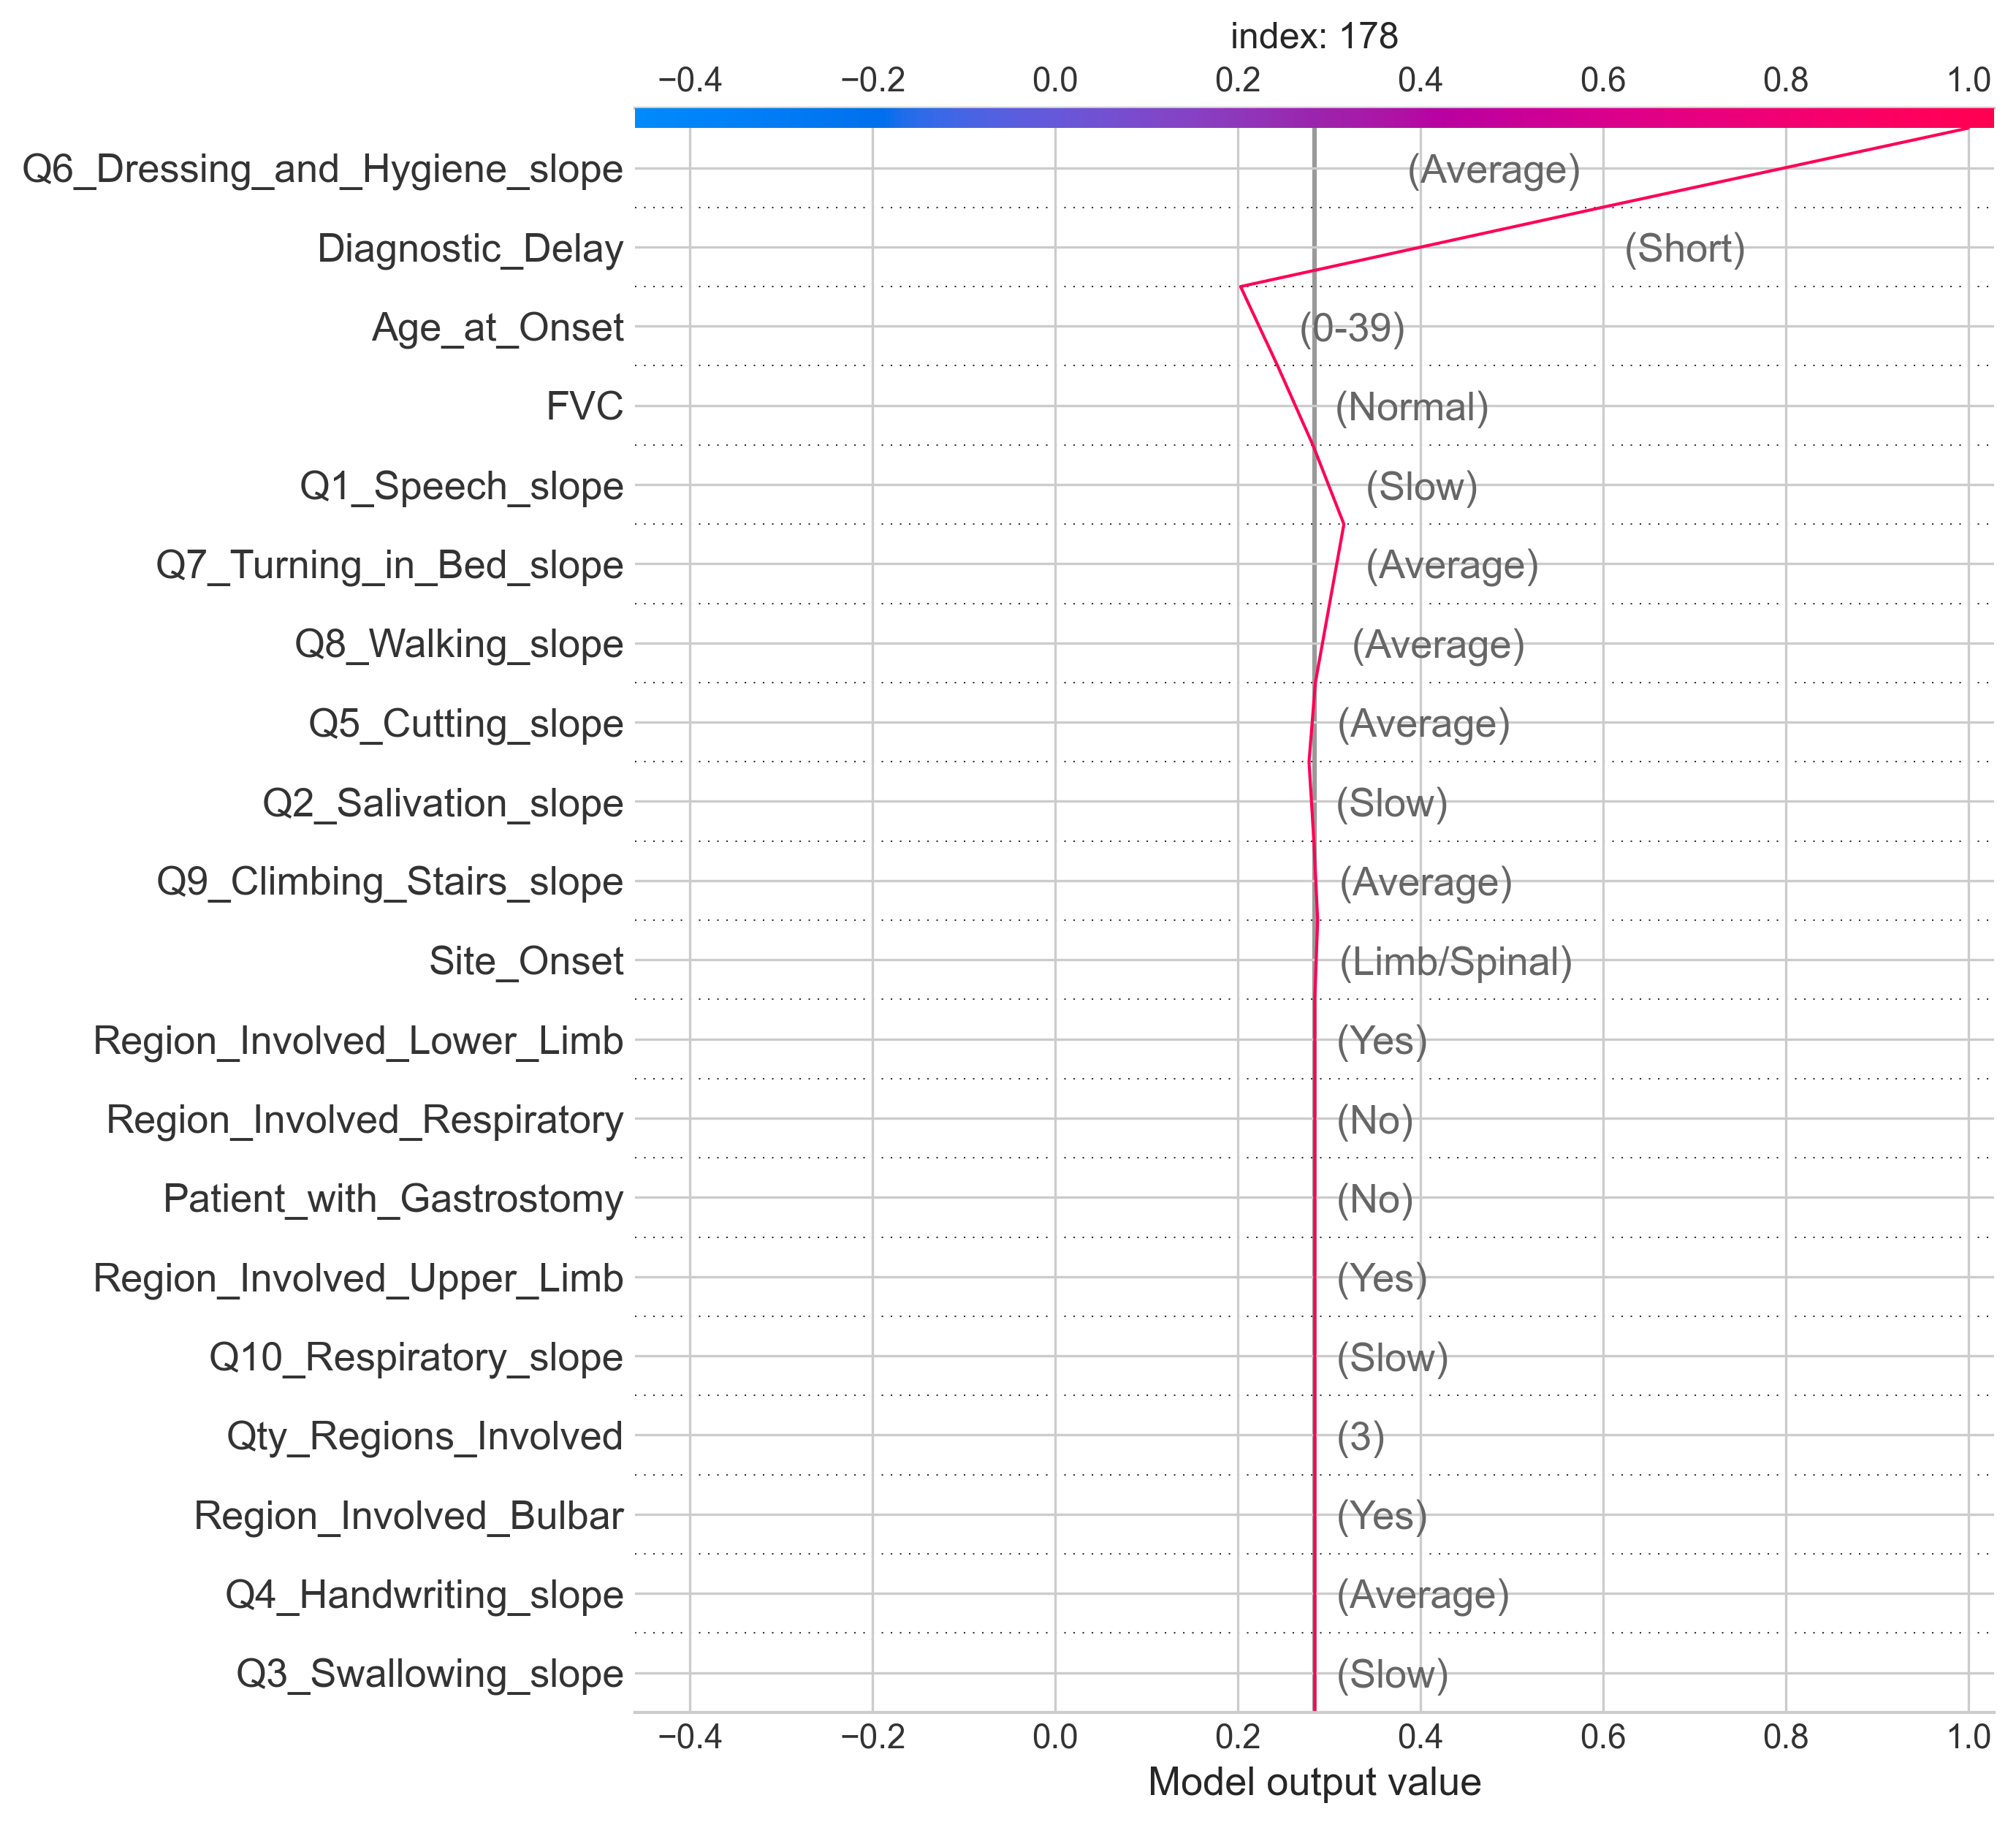 index: 178
−0.4 −0.2 0.0 0.2 0.4 0.6 0.8 1.0
Q6_Dressing_and_Hygiene_slope (Average)
Diagnostic_Delay (Short)
Age_at_Onset (0-39)
FVC (Normal)
Q1_Speech_slope (Slow)
Q7_Turning_in_Bed_slope (Average)
Q8_Walking_slope (Average)
Q5_Cutting_slope (Average)
Q2_Salivation_slope (Slow)
Q9_Climbing_Stairs_slope (Average)
Site_Onset (Limb/Spinal)
Region_Involved_Lower_Limb (Yes)
Region_Involved_Respiratory (No)
Patient_with_Gastrostomy (No)
Region_Involved_Upper_Limb (Yes)
Q10_Respiratory_slope (Slow)
Qty_Regions_Involved (3)
Region_Involved_Bulbar (Yes)
Q4_Handwriting_slope (Average)
Q3_Swallowing_slope (Slow)
−0.4 −0.2 0.0 0.2 0.4 0.6 0.8 1.0
Model output value